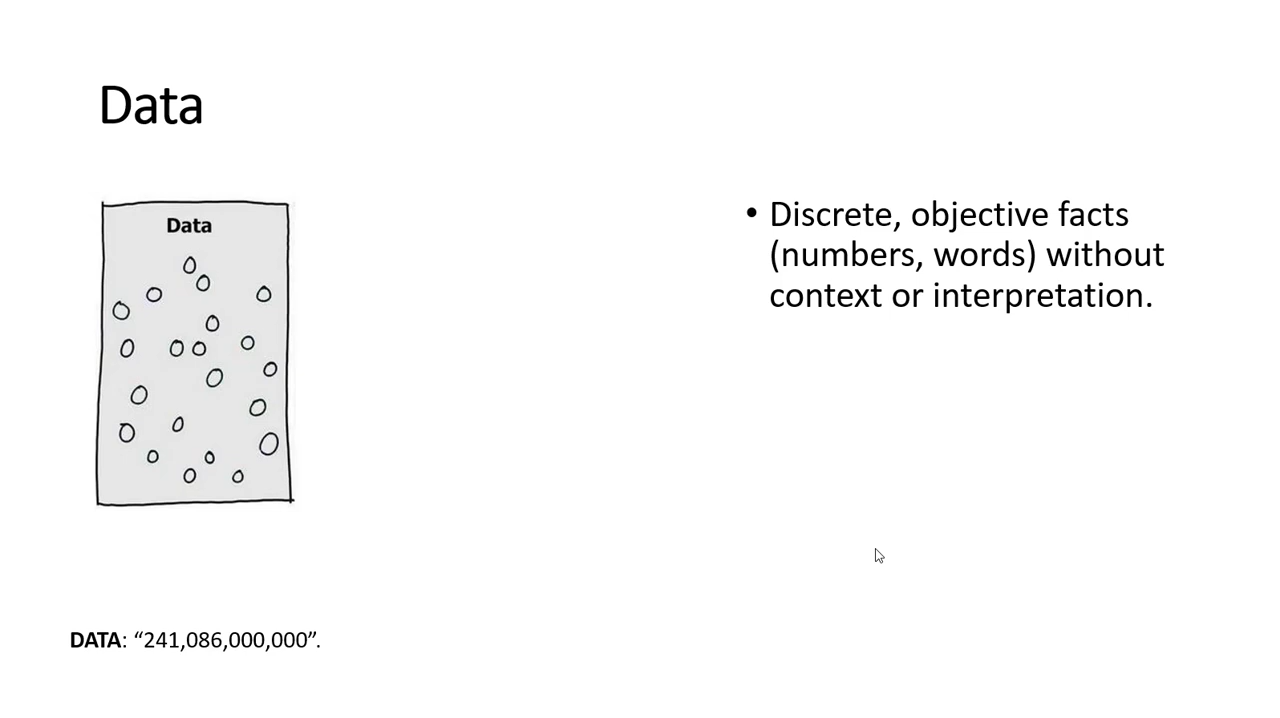 Data
Data
• Discrete, objective facts
(numbers, words) without
context or interpretation.
DATA: “241,086,000,000”.